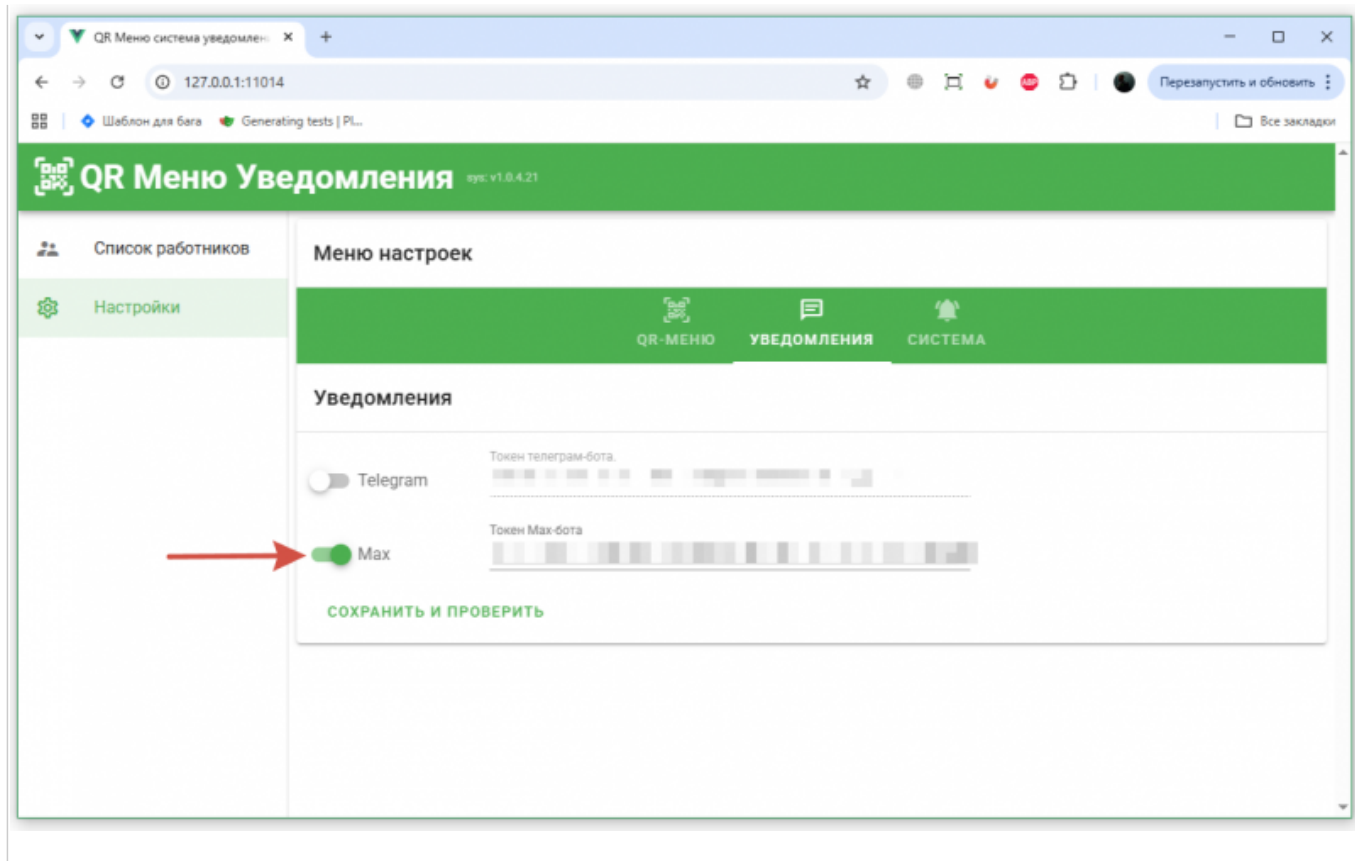 QR Меню система уведомлен
127.0.0.1:11014
ABP
Перезапустить и обновить
Шаблон для бага
Generating tests | Pl...
Все закладки
QR Меню Уведомления sys: v1.0.4.21
Список работников
Настройки
Меню настроек
QR-МЕНЮ УВЕДОМЛЕНИЯ СИСТЕМА
Уведомления
Токен телеграм-бота.
Telegram
Токен Max-бота
Max
СОХРАНИТЬ И ПРОВЕРИТЬ